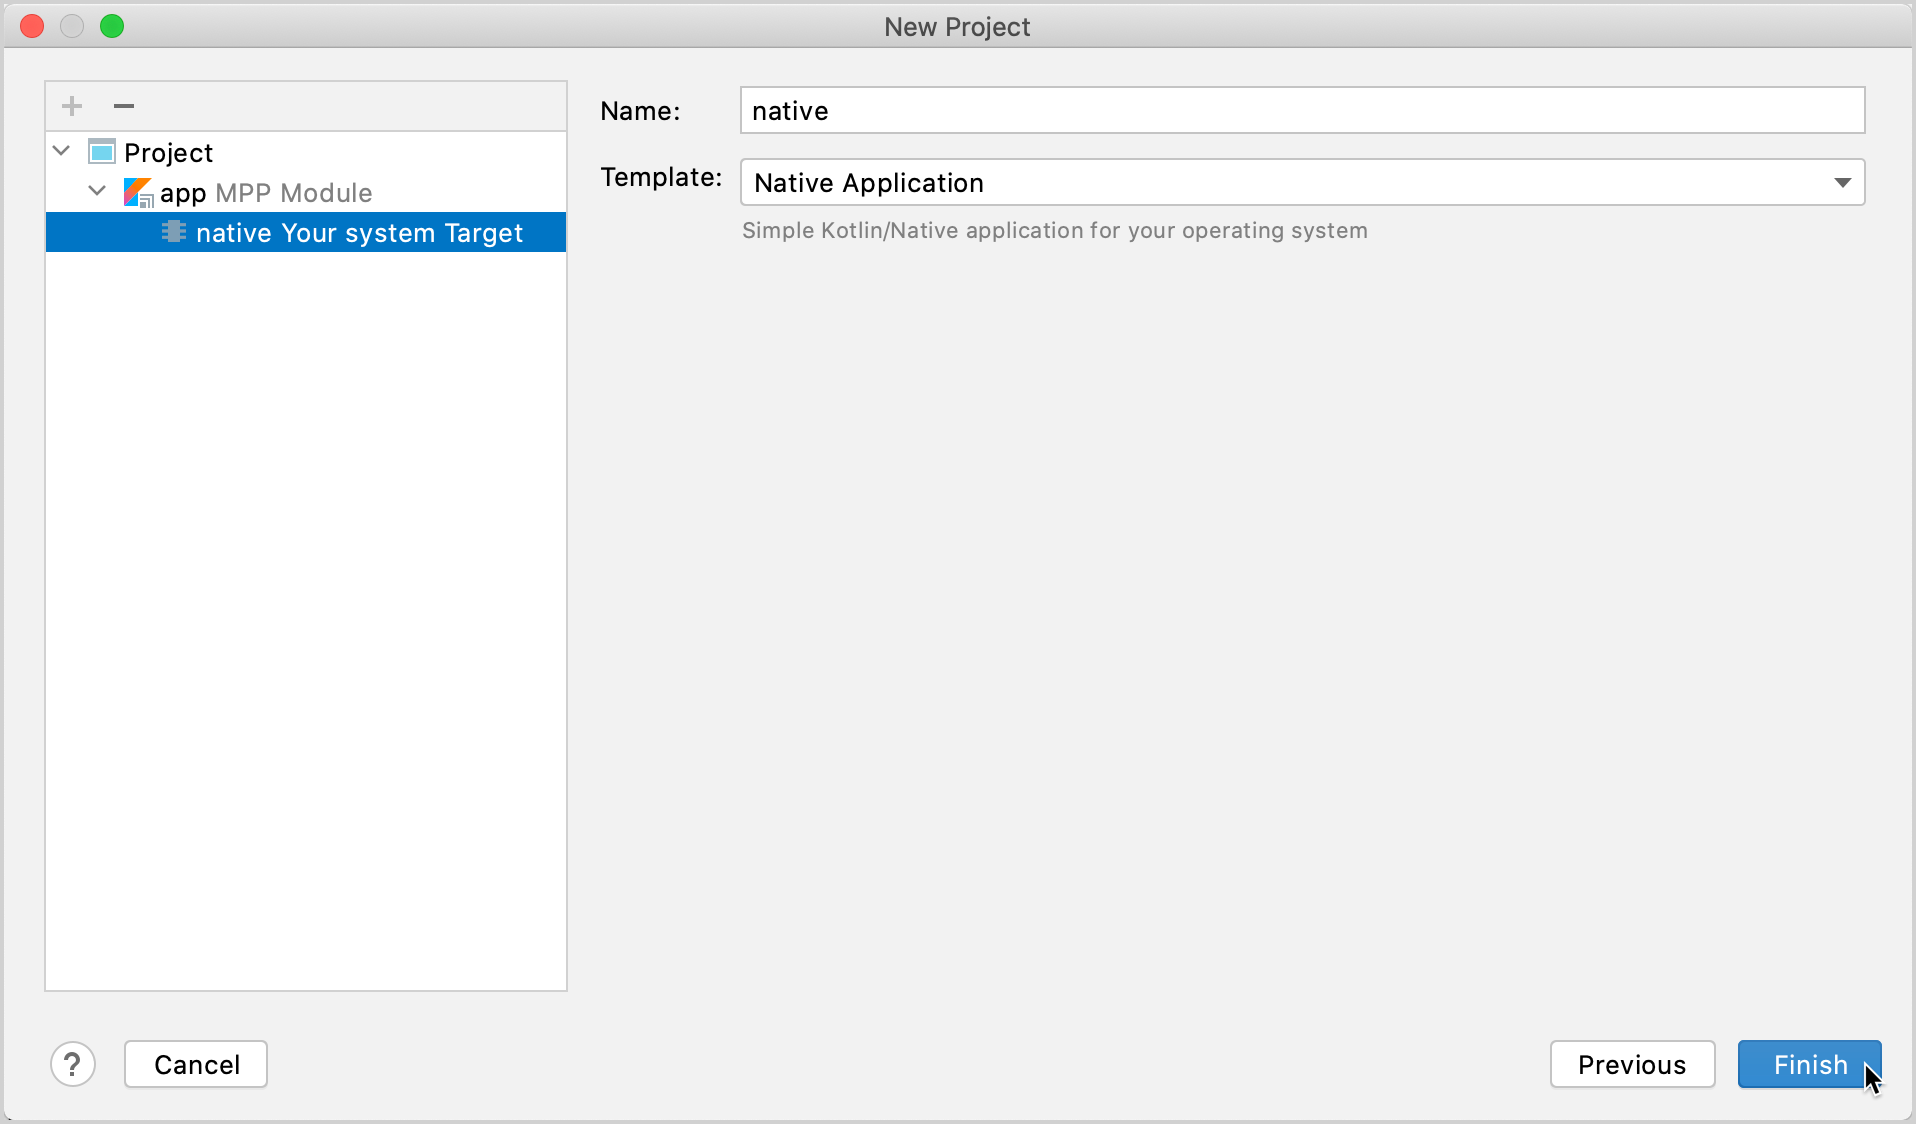 New Project
Project
app MPP Module
native Your system Target
Name: native
Template: Native Application
Simple Kotlin/Native application for your operating system
? Cancel Previous Finish